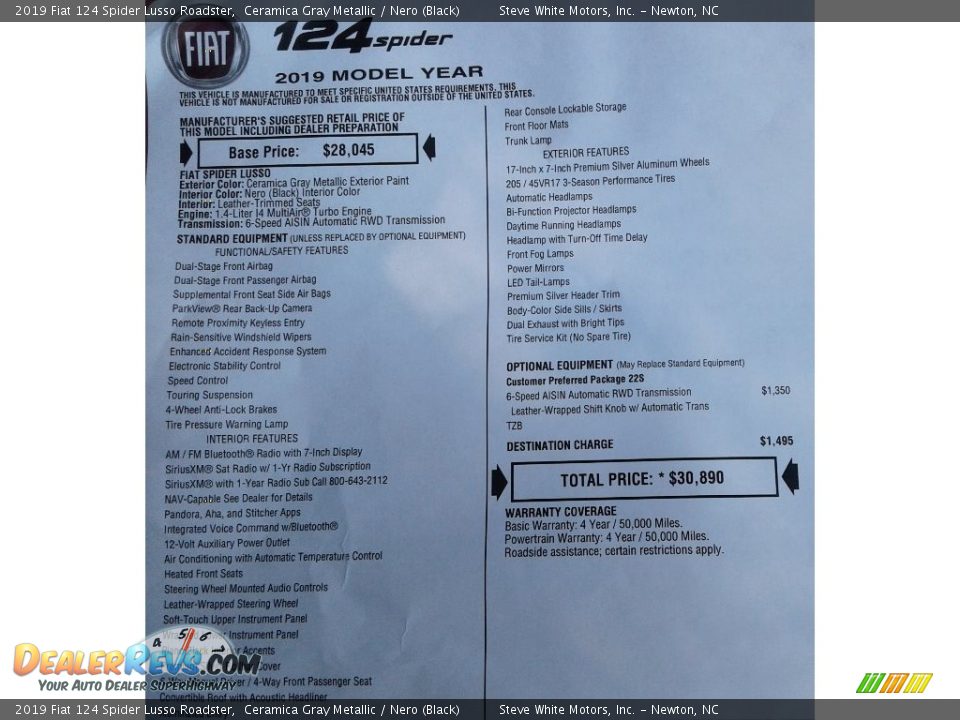 2019 Fiat 124 Spider Lusso Roadster, Ceramica Gray Metallic / Nero (Black) Steve White Motors, Inc. - Newton, NC
FIAT
124 spider
2019 MODEL YEAR
THIS VEHICLE IS MANUFACTURED TO MEET SPECIFIC UNITED STATES REQUIREMENTS. THIS
VEHICLE IS NOT MANUFACTURED FOR SALE OR REGISTRATION OUTSIDE OF THE UNITED STATES.
MANUFACTURER'S SUGGESTED RETAIL PRICE OF
THIS MODEL INCLUDING DEALER PREPARATION
Base Price: $28,045
FIAT SPIDER LUSSO
Exterior Color: Ceramica Gray Metallic Exterior Paint
Interior Color: Nero (Black) Interior Color
Interior: Leather-Trimmed Seats
Engine: 1.4-Liter I4 MultiAir® Turbo Engine
Transmission: 6-Speed AISIN Automatic RWD Transmission
STANDARD EQUIPMENT (UNLESS REPLACED BY OPTIONAL EQUIPMENT)
FUNCTIONAL/SAFETY FEATURES
Dual-Stage Front Airbag
Dual-Stage Front Passenger Airbag
Supplemental Front Seat Side Air Bags
ParkView® Rear Back-Up Camera
Remote Proximity Keyless Entry
Rain-Sensitive Windshield Wipers
Enhanced Accident Response System
Electronic Stability Control
Speed Control
Touring Suspension
4-Wheel Anti-Lock Brakes
Tire Pressure Warning Lamp
INTERIOR FEATURES
AM / FM Bluetooth® Radio with 7-Inch Display
SiriusXM® Sat Radio w/ 1-Yr Radio Subscription
SiriusXM® with 1-Year Radio Sub Call 800-643-2112
NAV-Capable See Dealer for Details
Pandora, Aha, and Stitcher Apps
Integrated Voice Command w/Bluetooth®
12-Volt Auxiliary Power Outlet
Air Conditioning with Automatic Temperature Control
Heated Front Seats
Steering Wheel Mounted Audio Controls
Leather-Wrapped Steering Wheel
Soft-Touch Upper Instrument Panel
Instrument Panel
Accents
Cover
Driver / 4-Way Front Passenger Seat
Convertible Roof with Acoustic Headliner
Rear Console Lockable Storage
Front Floor Mats
Trunk Lamp
EXTERIOR FEATURES
17-Inch x 7-Inch Premium Silver Aluminum Wheels
205 / 45VR17 3-Season Performance Tires
Automatic Headlamps
Bi-Function Projector Headlamps
Daytime Running Headlamps
Headlamp with Turn-Off Time Delay
Front Fog Lamps
Power Mirrors
LED Tail-Lamps
Premium Silver Header Trim
Body-Color Side Sills / Skirts
Dual Exhaust with Bright Tips
Tire Service Kit (No Spare Tire)
OPTIONAL EQUIPMENT (May Replace Standard Equipment)
Customer Preferred Package 22S
6-Speed AISIN Automatic RWD Transmission $1,350
Leather-Wrapped Shift Knob w/ Automatic Trans
TZB
DESTINATION CHARGE $1,495
TOTAL PRICE: * $30,890
WARRANTY COVERAGE
Basic Warranty: 4 Year / 50,000 Miles.
Powertrain Warranty: 4 Year / 50,000 Miles.
Roadside assistance; certain restrictions apply.
4 5 6 7
DealerRevs.com
Your Auto Dealer SuperHighway
2019 Fiat 124 Spider Lusso Roadster, Ceramica Gray Metallic / Nero (Black) Steve White Motors, Inc. - Newton, NC